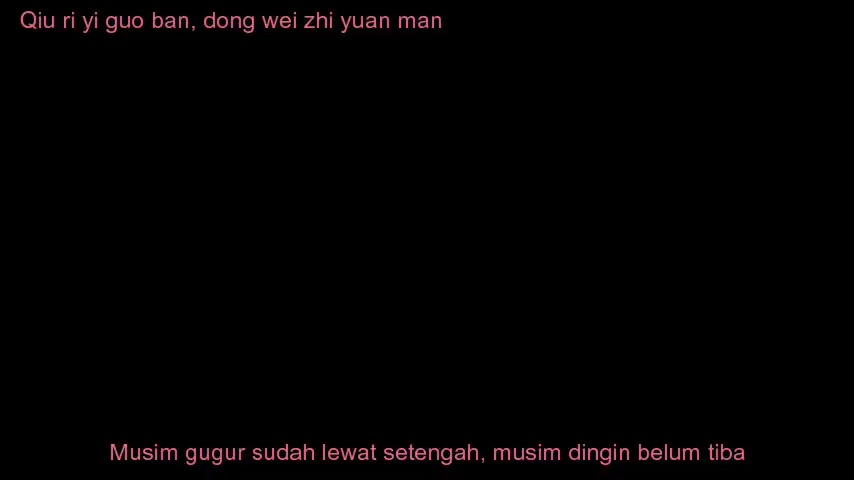 Qiu ri yi guo ban, dong wei zhi yuan man
Musim gugur sudah lewat setengah, musim dingin belum tiba